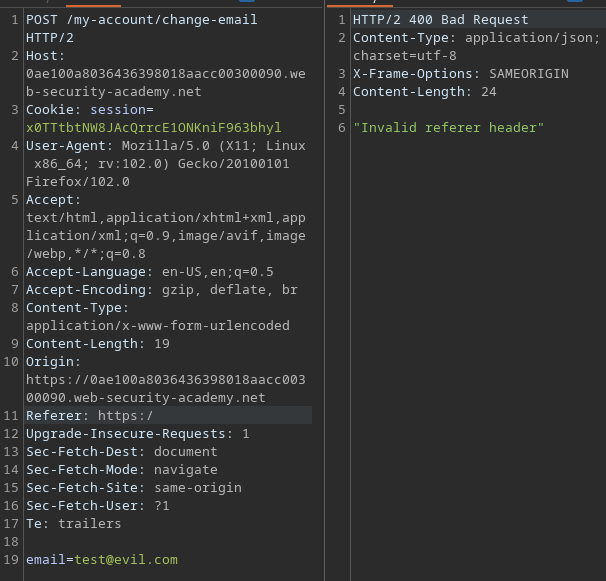 1 POST /my-account/change-email
HTTP/2
2 Host:
0ae100a8036436398018aacc00300090.we
b-security-academy.net
3 Cookie: session=
x0TTtbtNW8JAcQrrcE1ONKniF963bhyl
4 User-Agent: Mozilla/5.0 (X11; Linux
x86_64; rv:102.0) Gecko/20100101
Firefox/102.0
5 Accept:
text/html,application/xhtml+xml,app
lication/xml;q=0.9,image/avif,image
/webp,*/*;q=0.8
6 Accept-Language: en-US,en;q=0.5
7 Accept-Encoding: gzip, deflate, br
8 Content-Type:
application/x-www-form-urlencoded
9 Content-Length: 19
10 Origin:
https://0ae100a8036436398018aacc003
00090.web-security-academy.net
11 Referer: https:/
12 Upgrade-Insecure-Requests: 1
13 Sec-Fetch-Dest: document
14 Sec-Fetch-Mode: navigate
15 Sec-Fetch-Site: same-origin
16 Sec-Fetch-User: ?1
17 Te: trailers
18
19 email=test@evil.com
1 HTTP/2 400 Bad Request
2 Content-Type: application/json;
charset=utf-8
3 X-Frame-Options: SAMEORIGIN
4 Content-Length: 24
5
6 "Invalid referer header"